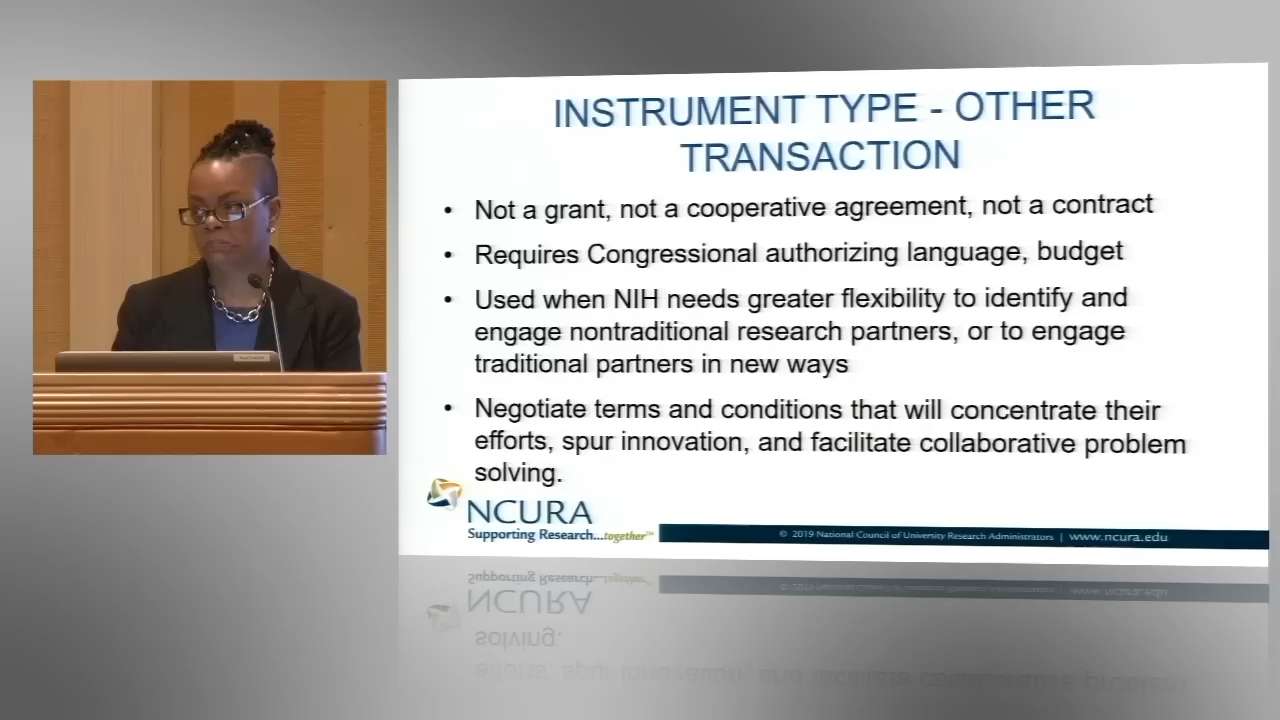 INSTRUMENT TYPE - OTHER
TRANSACTION
• Not a grant, not a cooperative agreement, not a contract
• Requires Congressional authorizing language, budget
• Used when NIH needs greater flexibility to identify and
engage nontraditional research partners, or to engage
traditional partners in new ways
• Negotiate terms and conditions that will concentrate their
efforts, spur innovation, and facilitate collaborative problem
solving.
NCURA
Supporting Research...together™
© 2019 National Council of University Research Administrators | www.ncura.edu